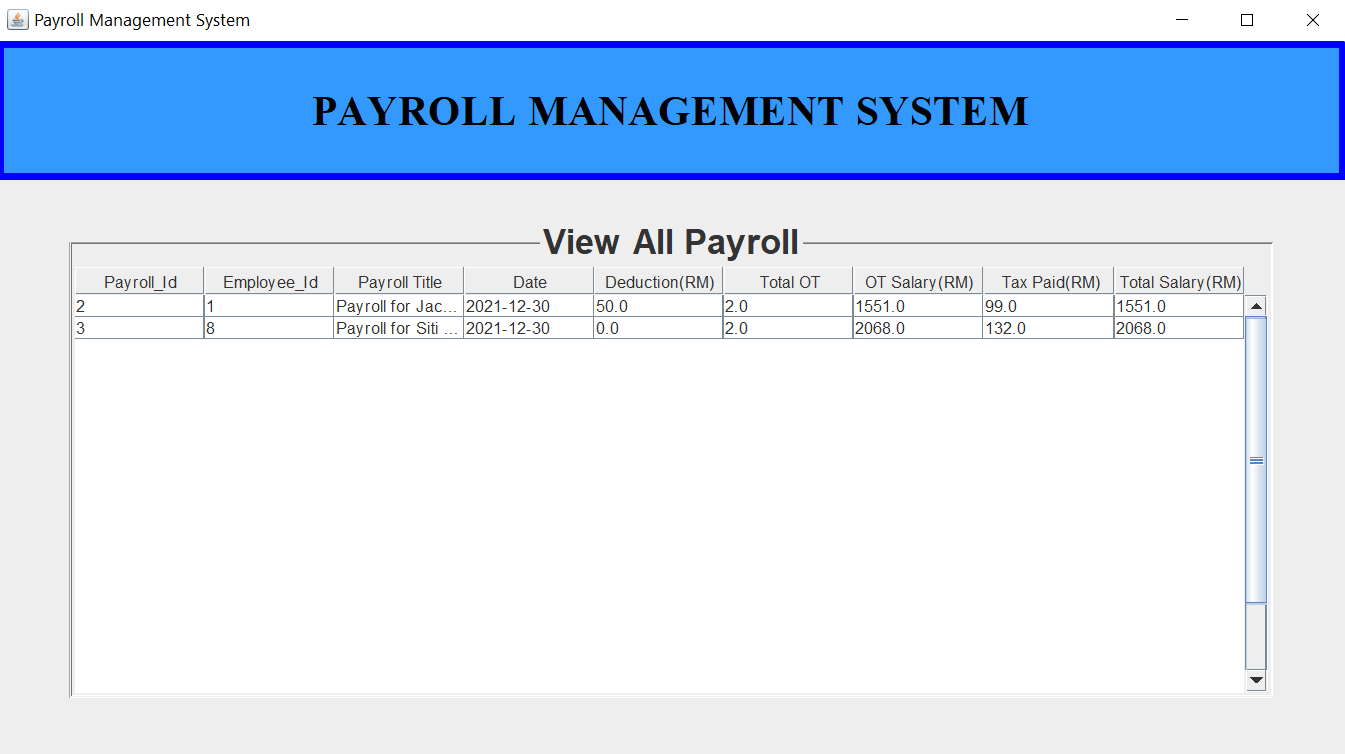 Payroll Management System
PAYROLL MANAGEMENT SYSTEM
View All Payroll
Payroll_Id Employee_Id Payroll Title Date Deduction(RM) Total OT OT Salary(RM) Tax Paid(RM) Total Salary(RM)
2 1 Payroll for Jac... 2021-12-30 50.0 2.0 1551.0 99.0 1551.0
3 8 Payroll for Siti ... 2021-12-30 0.0 2.0 2068.0 132.0 2068.0